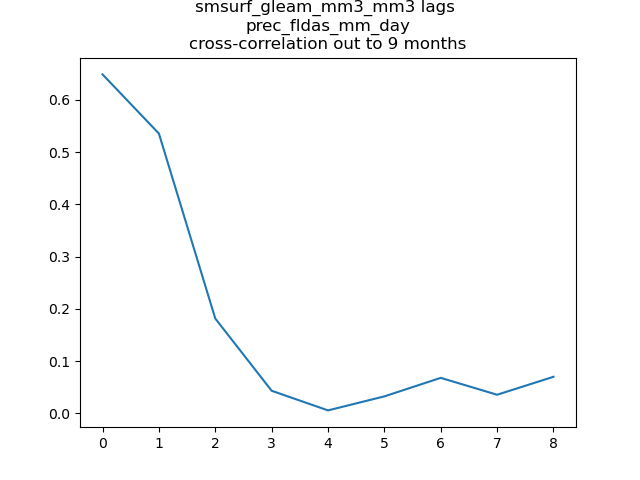 smsurf_gleam_mm3_mm3 lags
prec_fldas_mm_day
cross-correlation out to 9 months
0.6
0.5
0.4
0.3
0.2
0.1
0.0
0 1 2 3 4 5 6 7 8